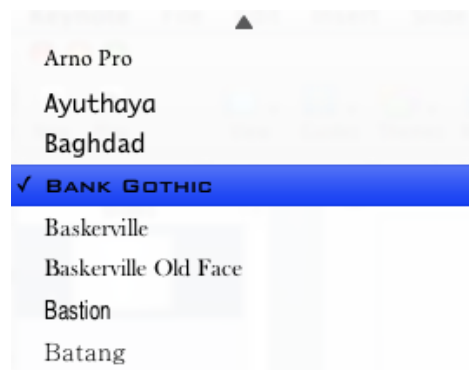 Arno Pro
Ayuthaya
Baghdad
✓ BANK GOTHIC
Baskerville
Baskerville Old Face
Bastion
Batang